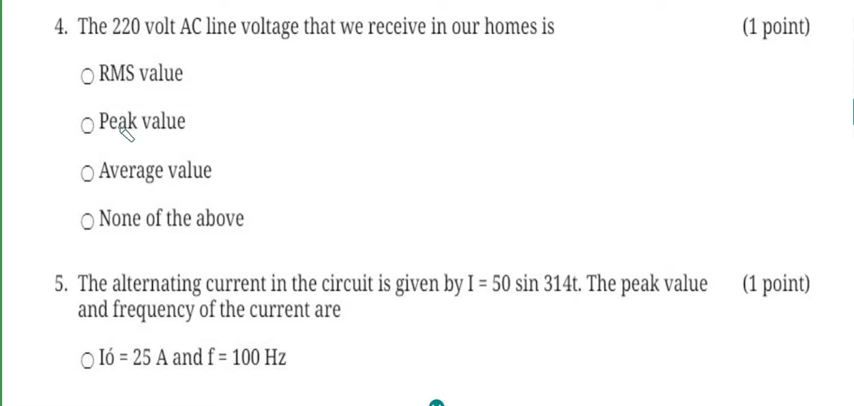 4. The 220 volt AC line voltage that we receive in our homes is (1 point)
RMS value
Peak value
Average value
None of the above
5. The alternating current in the circuit is given by I = 50 sin 314t. The peak value (1 point)
and frequency of the current are
Ió = 25 A and f = 100 Hz